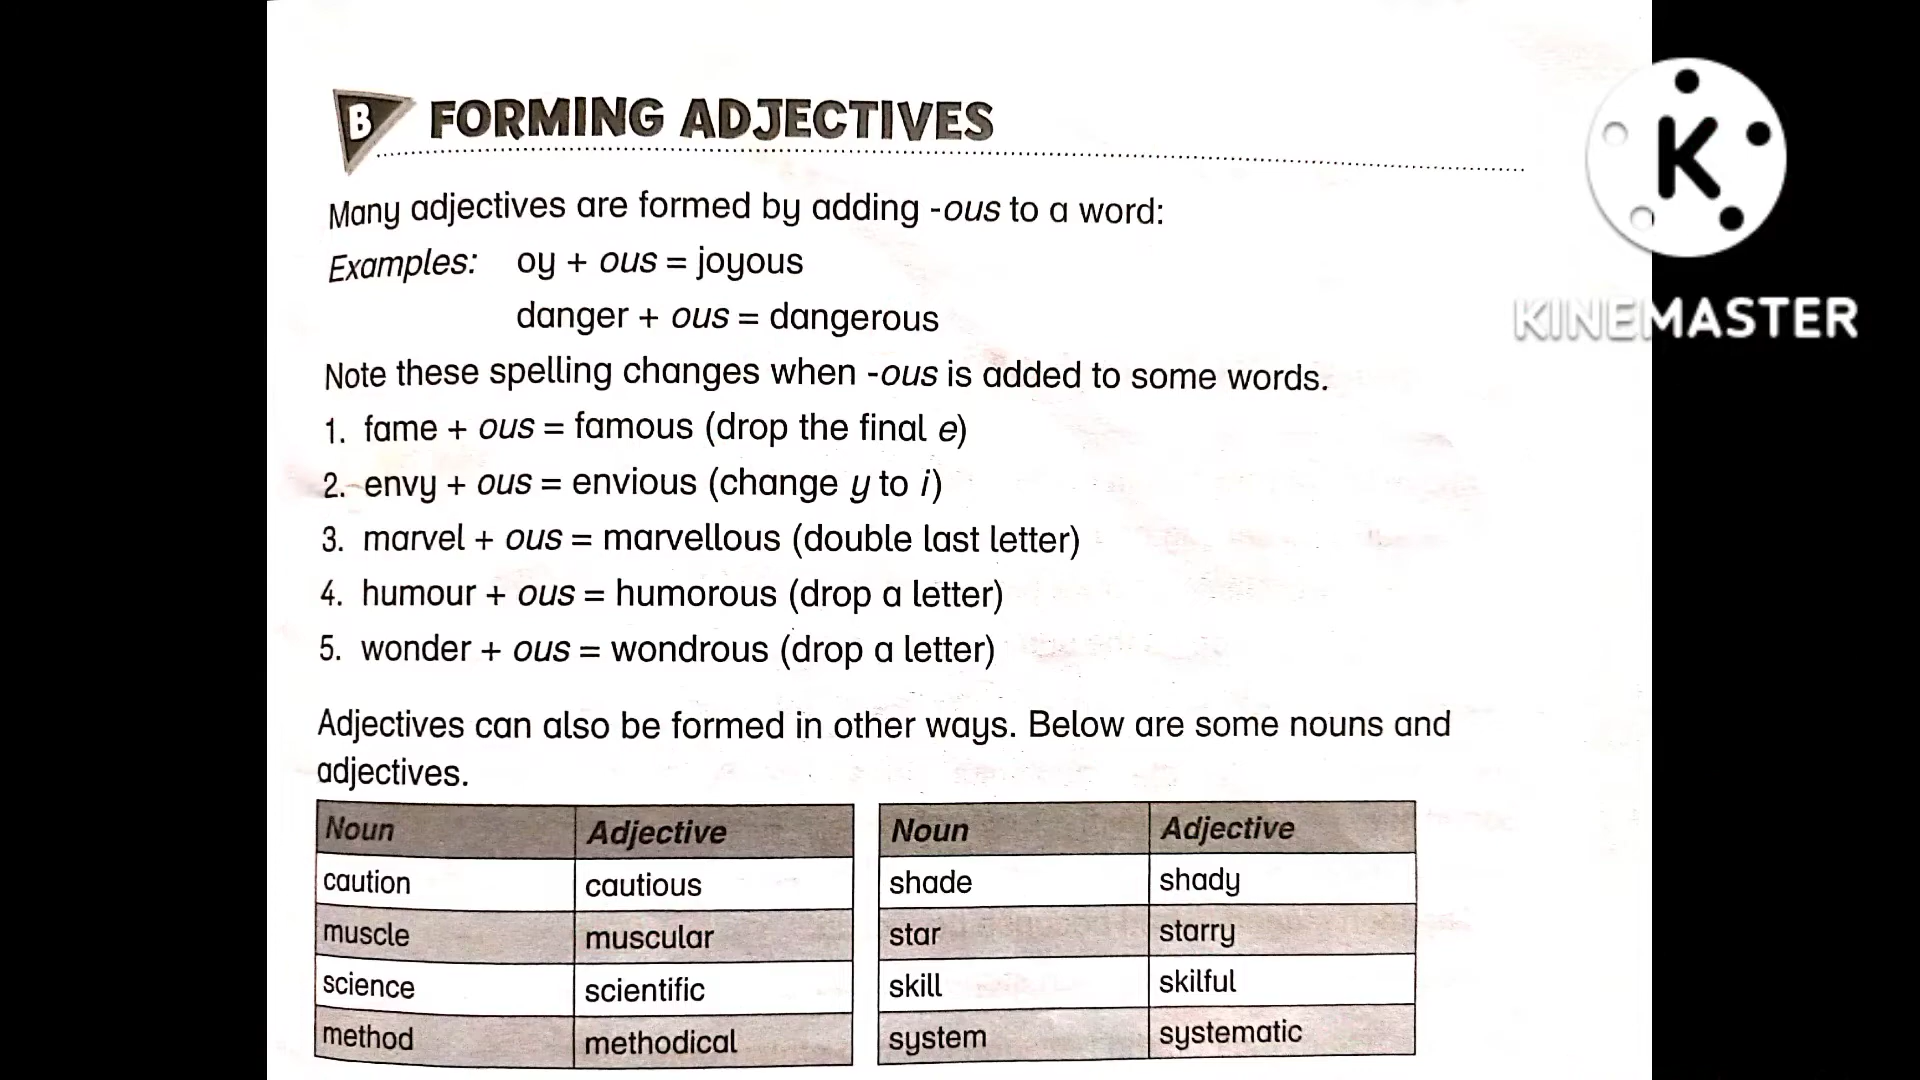 B FORMING ADJECTIVES
Many adjectives are formed by adding -ous to a word:
Examples: oy + ous = joyous
danger + ous = dangerous
Note these spelling changes when -ous is added to some words.
1. fame + ous = famous (drop the final e)
2. envy + ous = envious (change y to i)
3. marvel + ous = marvellous (double last letter)
4. humour + ous = humorous (drop a letter)
5. wonder + ous = wondrous (drop a letter)
Adjectives can also be formed in other ways. Below are some nouns and
adjectives.
Noun Adjective
caution cautious
muscle muscular
science scientific
method methodical
Noun Adjective
shade shady
star starry
skill skilful
system systematic
K
KINEMASTER